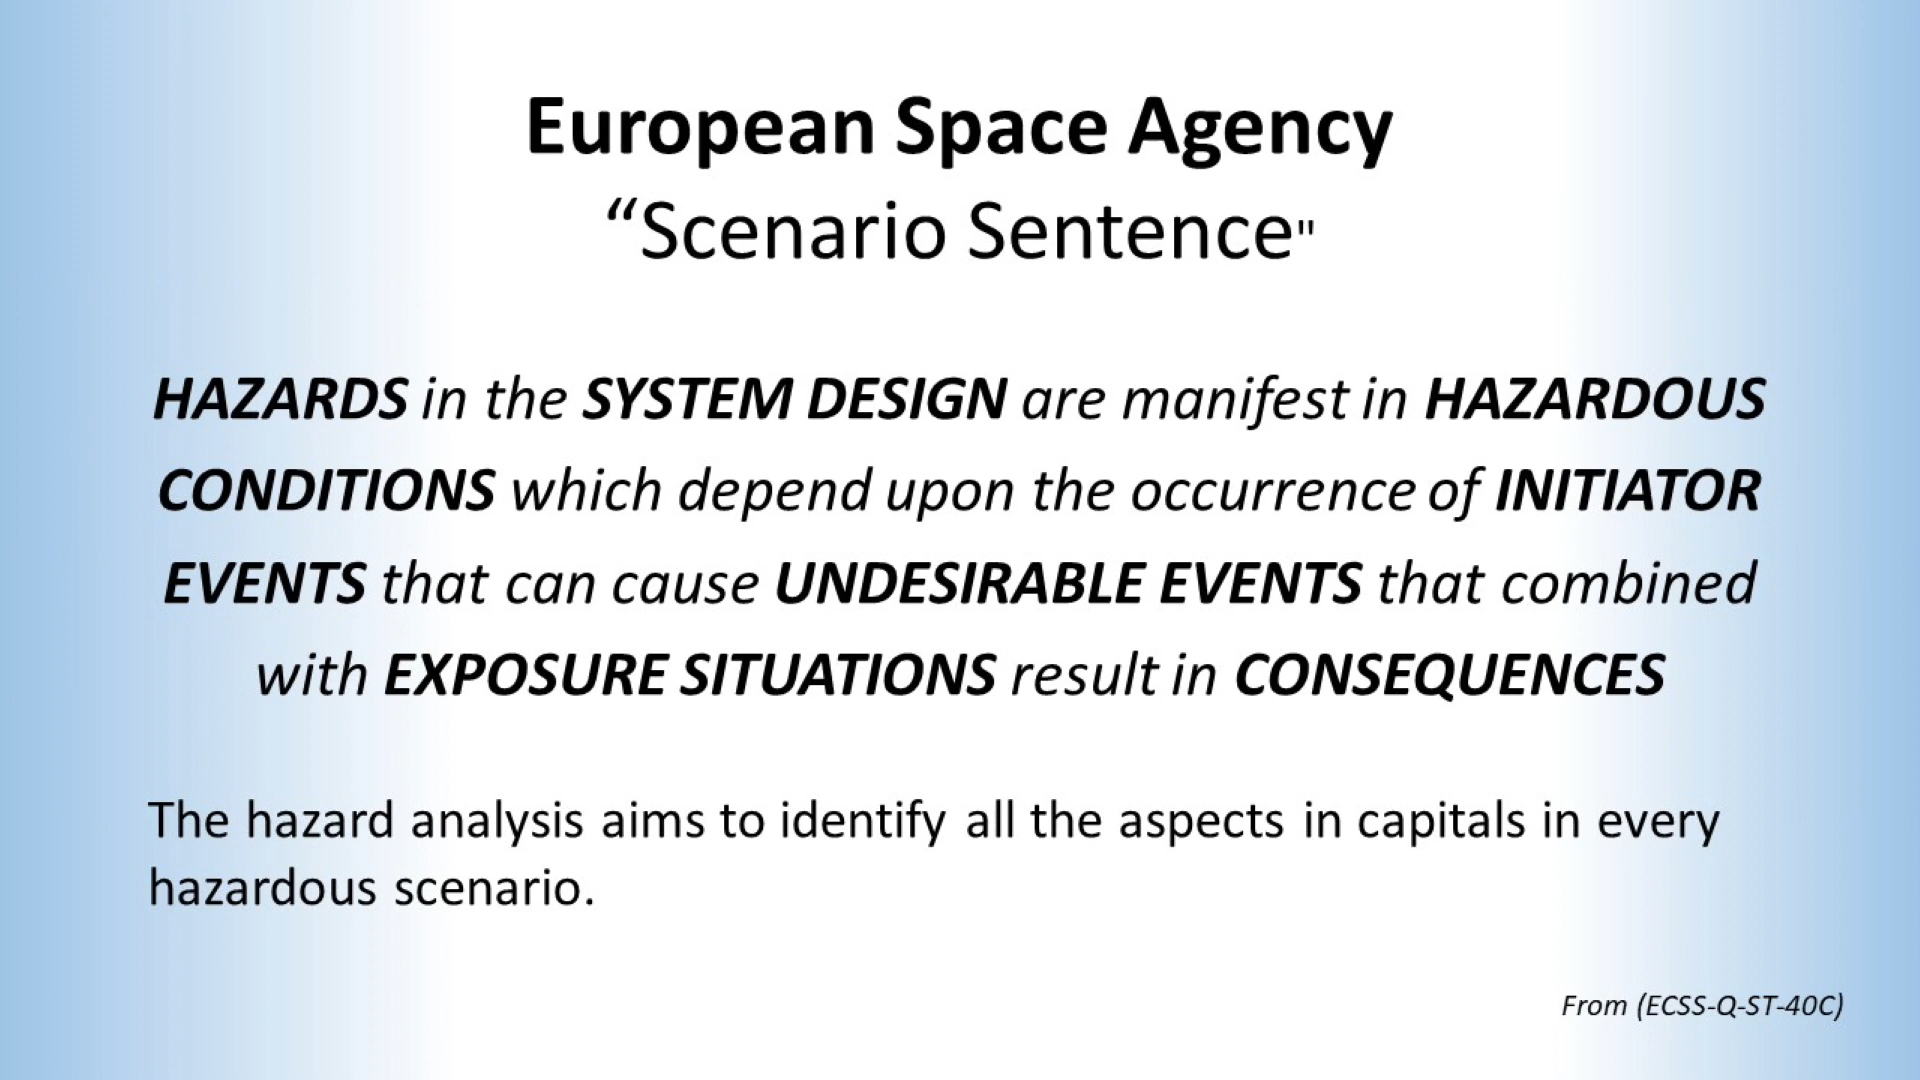 European Space Agency
“Scenario Sentence"
HAZARDS in the SYSTEM DESIGN are manifest in HAZARDOUS
CONDITIONS which depend upon the occurrence of INITIATOR
EVENTS that can cause UNDESIRABLE EVENTS that combined
with EXPOSURE SITUATIONS result in CONSEQUENCES
The hazard analysis aims to identify all the aspects in capitals in every
hazardous scenario.
From (ECSS-Q-ST-40C)